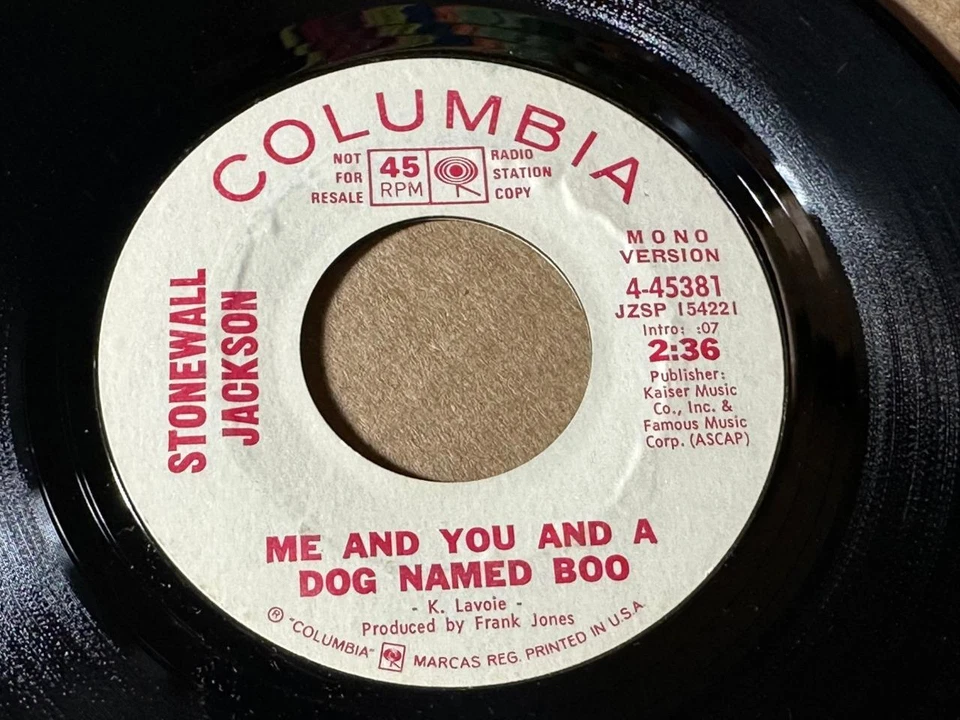 COLUMBIA
NOT
FOR
RESALE
45
RPM
RADIO
STATION
COPY
MONO
VERSION
4-45381
JZSP 154221
Intro: :07
2:36
Publisher:
Kaiser Music
Co., Inc. &
Famous Music
Corp. (ASCAP)
STONEWALL
JACKSON
ME AND YOU AND A
DOG NAMED BOO
- K. Lavoie -
Produced by Frank Jones
® "COLUMBIA" MARCAS REG. PRINTED IN U.S.A.